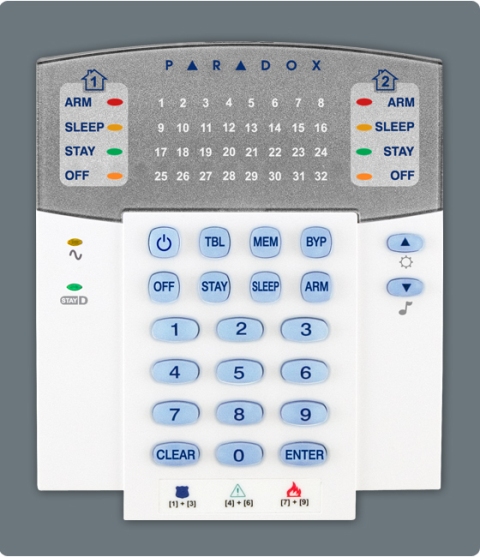 PARADOX
1
2
ARM 1 2 3 4 5 6 7 8 ARM
SLEEP 9 10 11 12 13 14 15 16 SLEEP
STAY 17 18 19 20 21 22 23 24 STAY
OFF 25 26 27 28 29 30 31 32 OFF
TBL MEM BYP
OFF STAY SLEEP ARM
STAY D
1 2 3
4 5 6
7 8 9
CLEAR 0 ENTER
[1] + [3] [4] + [6] [7] + [9]